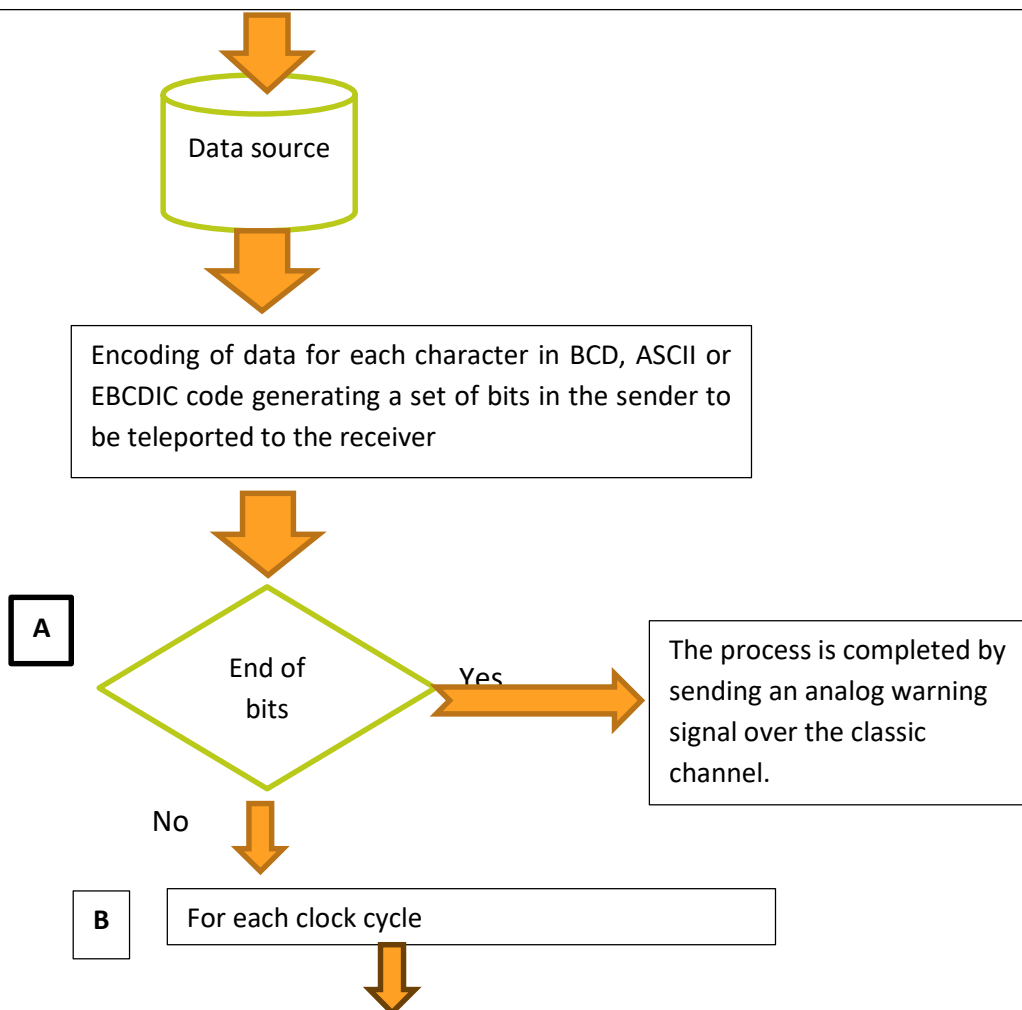 Data source
Encoding of data for each character in BCD, ASCII or
EBCDIC code generating a set of bits in the sender to
be teleported to the receiver
A
End of
bits
Yes
The process is completed by
sending an analog warning
signal over the classic
channel.
No
B
For each clock cycle